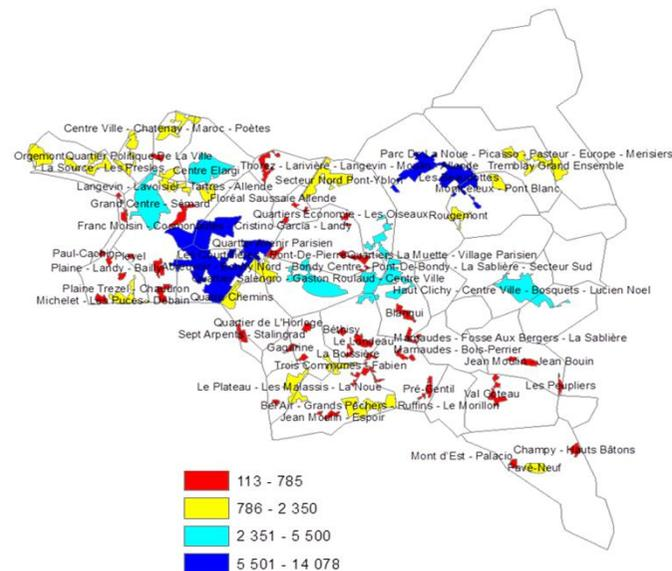 Centre Ville - Chatenay - Maroc - Poètes
Orgemont Quartier Politique De La Ville
La Source - Les Presles
Centre Elargi
Parc De La Noue - Picasso - Pasteur - Europe - Merisiers
Tremblay Grand Ensemble
Secteur Nord Pont-Yblon
Pont Blanc
Langevin - Lavoisier - Tartres - Allende
Floréal Saussaie Allende
Grand Centre - Sémard
Quartiers Economie - Les Oiseaux
Rougemont
Franc Moisin -
Cristino Garcia - Landy
Parisien
Quartiers La Muette - Village Parisien
Paul-Cachin
Pleyel
Plaine - Landy -
Nord - Bondy Centre - Pont-De-Bondy - La Sablière - Secteur Sud
Salengro - Gaston Roulaud - Centre Ville
Haut Clichy - Centre Ville - Bosquets - Lucien Noel
Plaine Trezel - Chaudron
Michelet - Les Puces - Debain
Quatre Chemins
Blanqui
Quartier de L'Horloge
Béthisy
Sept Arpents - Stalingrad
Le Londeau
Marnaudes - Fosse Aux Bergers - La Sablière
Gagarine
Marnaudes - Bois-Perrier
La Boissière
Jean Moulin - Jean Bouin
Trois Communes - Fabien
Le Plateau - Les Malassis - La Noue
Pré-Gentil
Val Coteau
Les Peupliers
Bel Air - Grands Pêchers - Ruffins - Le Morillon
Jean Moulin - Espoir
Mont d'Est - Palacio
Champy - Hauts Bâtons
Pavé-Neuf
113 - 785
786 - 2 350
2 351 - 5 500
5 501 - 14 078